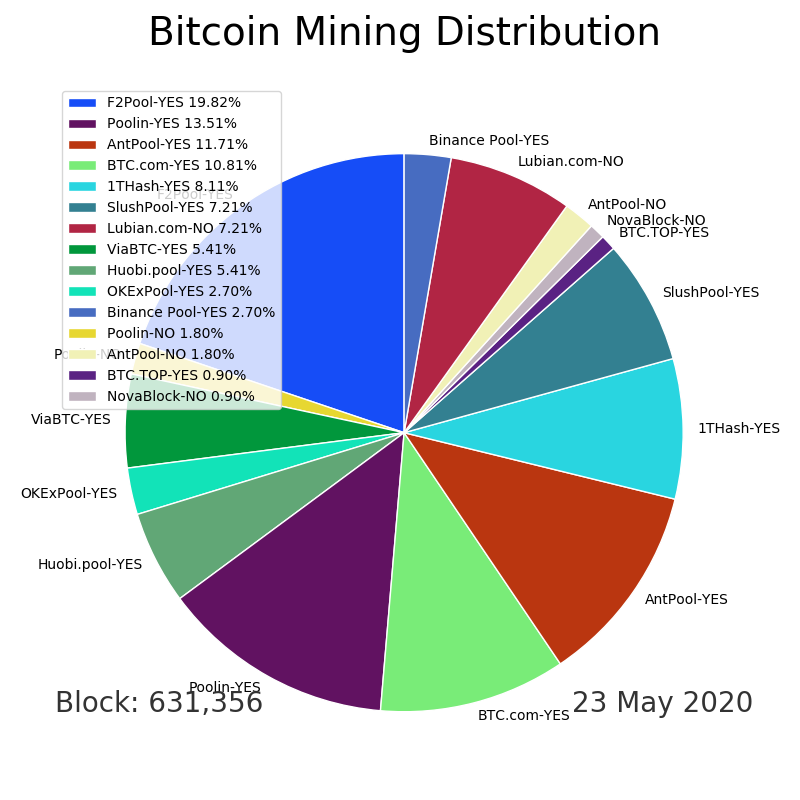 Bitcoin Mining Distribution
F2Pool-YES 19.82%
Poolin-YES 13.51%
AntPool-YES 11.71%
BTC.com-YES 10.81%
1THash-YES 8.11%
SlushPool-YES 7.21%
Lubian.com-NO 7.21%
ViaBTC-YES 5.41%
Huobi.pool-YES 5.41%
OKExPool-YES 2.70%
Binance Pool-YES 2.70%
Poolin-NO 1.80%
AntPool-NO 1.80%
BTC.TOP-YES 0.90%
NovaBlock-NO 0.90%
Binance Pool-YES
Lubian.com-NO
AntPool-NO
NovaBlock-NO
BTC.TOP-YES
SlushPool-YES
1THash-YES
AntPool-YES
BTC.com-YES
Poolin-YES
Huobi.pool-YES
OKExPool-YES
ViaBTC-YES
Poolin-NO
F2Pool-YES
Block: 631,356
23 May 2020